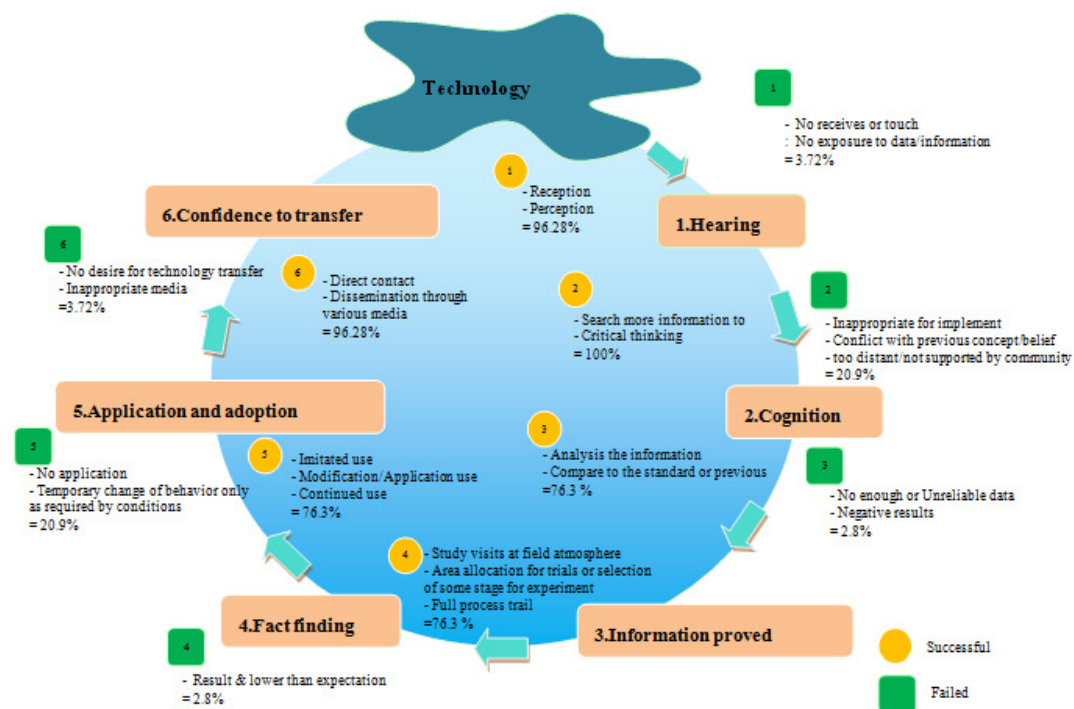 Technology
1
- No receives or touch
: No exposure to data/information
= 3.72%
1
- Reception
- Perception
= 96.28%
1.Hearing
2
- Inappropriate for implement
- Conflict with previous concept/belief
- too distant/not supported by community
= 20.9%
2
- Search more information to
- Critical thinking
= 100%
2.Cognition
3
- No enough or Unreliable data
- Negative results
= 2.8%
3
- Analysis the information
- Compare to the standard or previous
=76.3 %
3.Information proved
4
- Study visits at field atmosphere
- Area allocation for trials or selection
of some stage for experiment
- Full process trail
=76.3 %
4.Fact finding
4
- Result & lower than expectation
= 2.8%
5.Application and adoption
5
- No application
- Temporary change of behavior only
as required by conditions
= 20.9%
5
- Imitated use
- Modification/Application use
- Continued use
= 76.3%
6.Confidence to transfer
6
- No desire for technology transfer
- Inappropriate media
=3.72%
6
- Direct contact
- Dissemination through
various media
= 96.28%
Successful
Failed